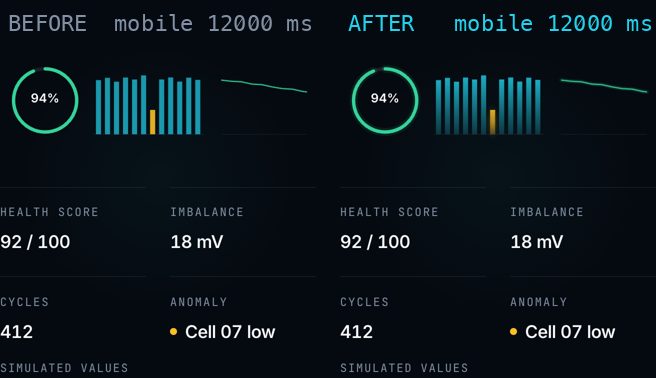 BEFORE mobile 12000 ms
94%
HEALTH SCORE
92 / 100
IMBALANCE
18 mV
CYCLES
412
ANOMALY
Cell 07 low
SIMULATED VALUES
AFTER mobile 12000 ms
94%
HEALTH SCORE
92 / 100
IMBALANCE
18 mV
CYCLES
412
ANOMALY
Cell 07 low
SIMULATED VALUES